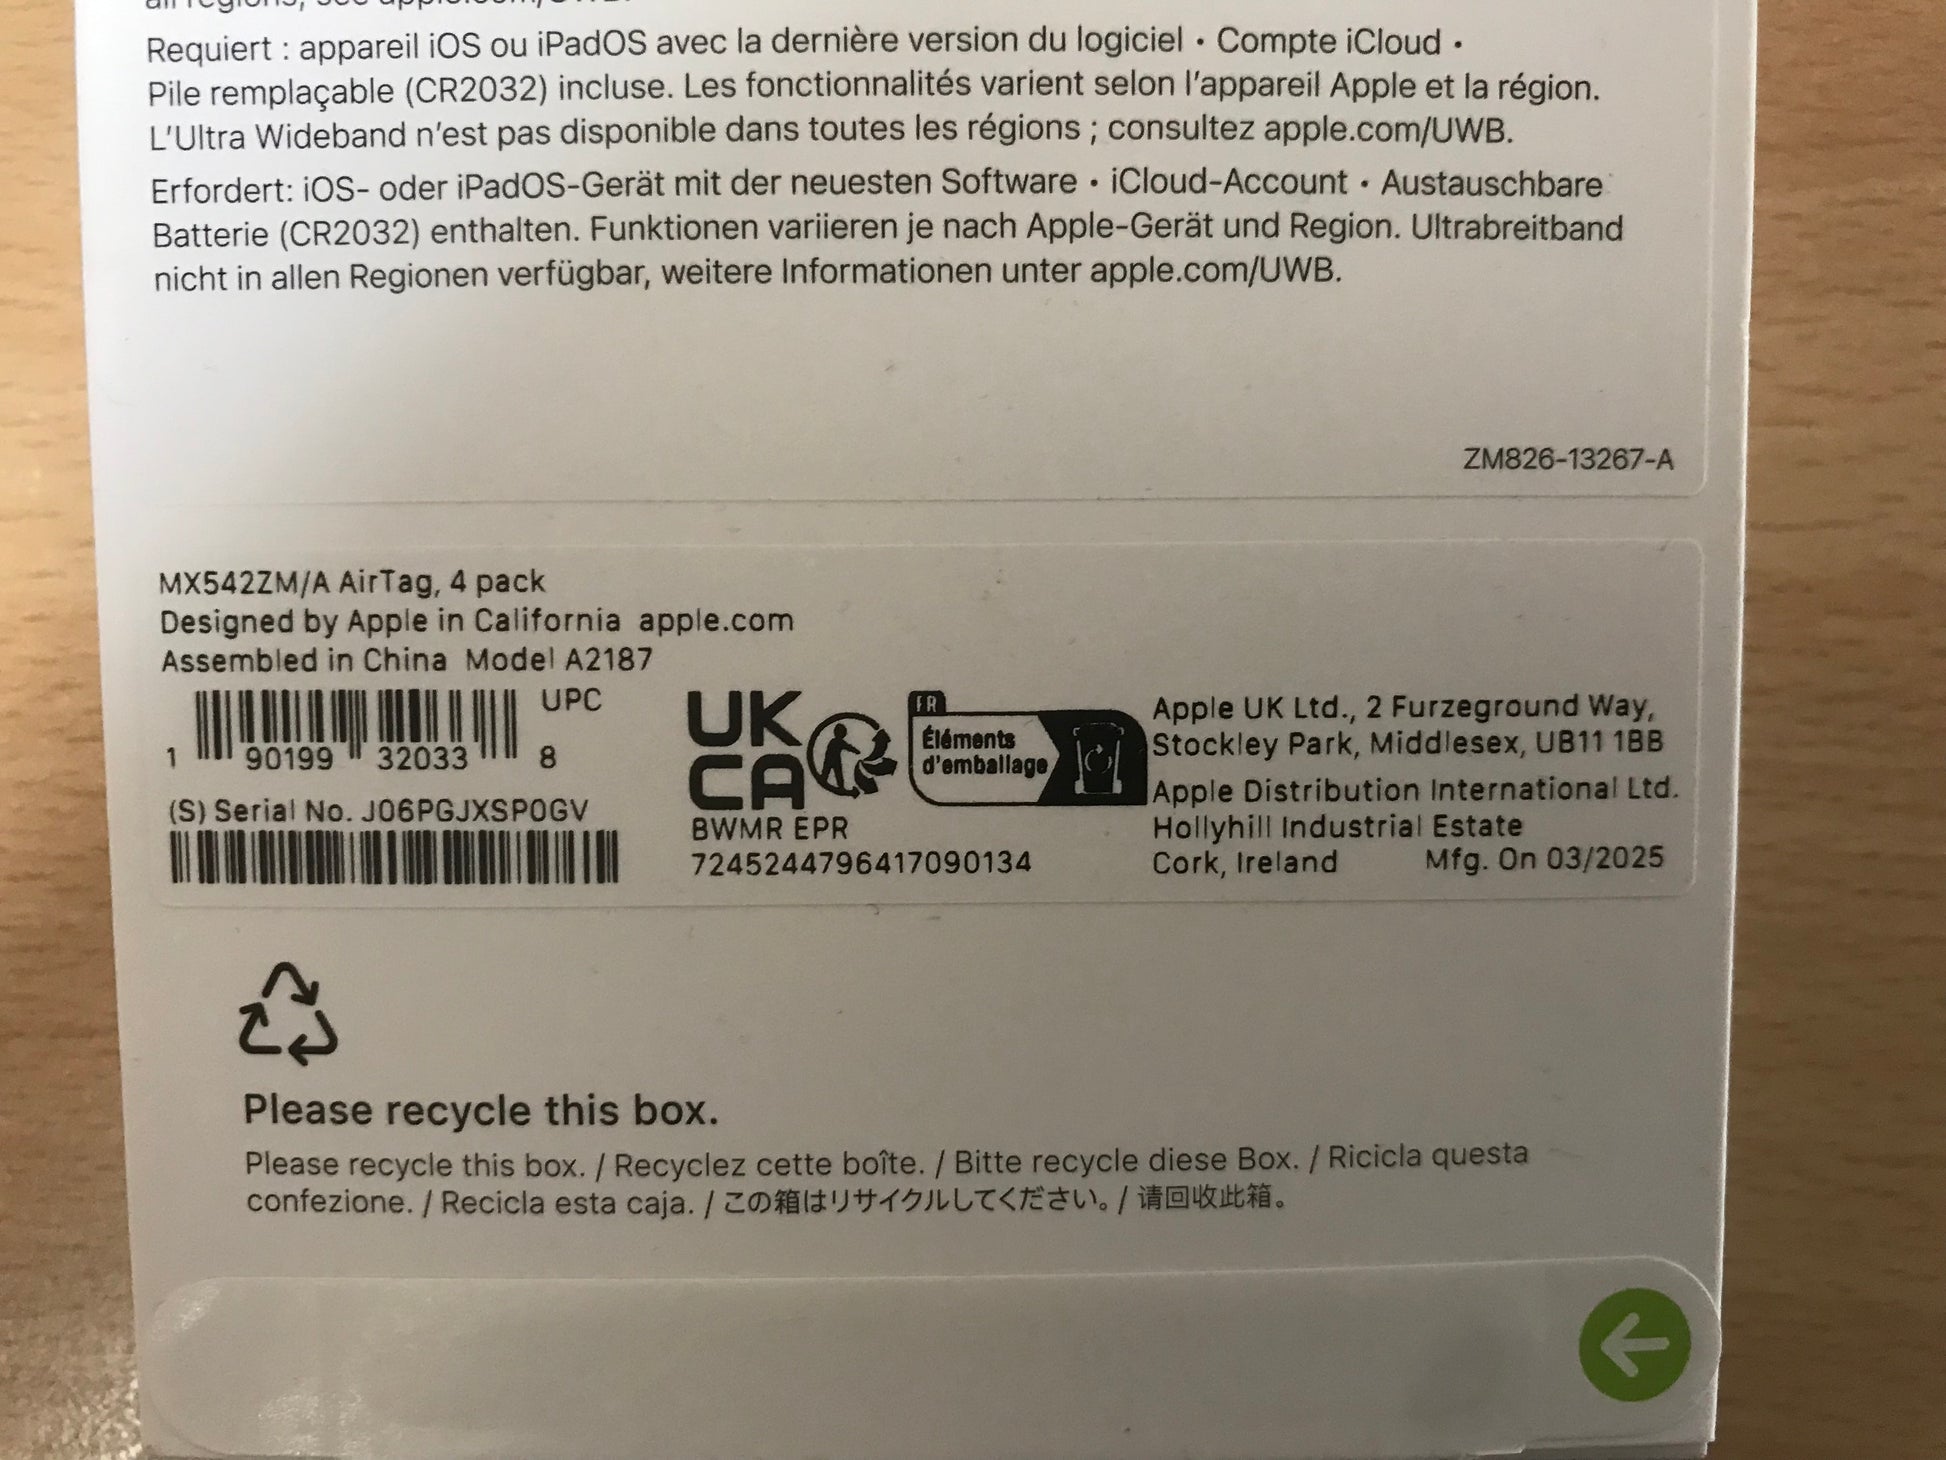 all regions, see apple.com/UWB.
Requiert : appareil iOS ou iPadOS avec la dernière version du logiciel • Compte iCloud •
Pile remplaçable (CR2032) incluse. Les fonctionnalités varient selon l'appareil Apple et la région.
L'Ultra Wideband n'est pas disponible dans toutes les régions ; consultez apple.com/UWB.
Erfordert: iOS- oder iPadOS-Gerät mit der neuesten Software • iCloud-Account • Austauschbare
Batterie (CR2032) enthalten. Funktionen variieren je nach Apple-Gerät und Region. Ultrabreitband
nicht in allen Regionen verfügbar, weitere Informationen unter apple.com/UWB.
ZM826-13267-A
MX542ZM/A AirTag, 4 pack
Designed by Apple in California apple.com
Assembled in China Model A2187
UPC
1 90199 32033 8
(S) Serial No. J06PGJXSP0GV
UK
CA
BWMR EPR
7245244796417090134
FR
Éléments
d'emballage
Apple UK Ltd., 2 Furzeground Way,
Stockley Park, Middlesex, UB11 1BB
Apple Distribution International Ltd.
Hollyhill Industrial Estate
Cork, Ireland Mfg. On 03/2025
Please recycle this box.
Please recycle this box. / Recyclez cette boîte. / Bitte recycle diese Box. / Ricicla questa
confezione. / Recicla esta caja. / この箱はリサイクルしてください。/ 请回收此箱。